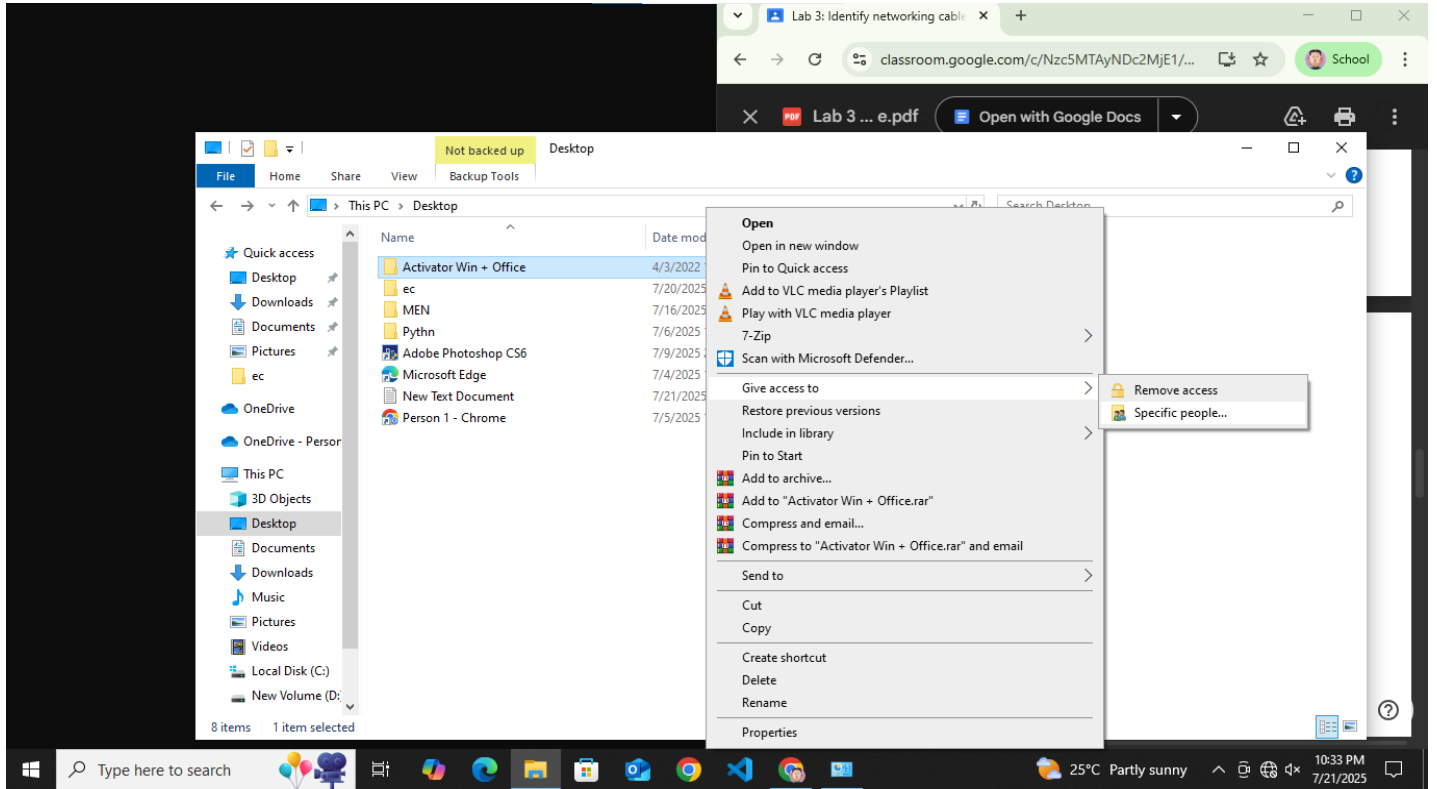 Lab 3: Identify networking cable
classroom.google.com/c/Nzc5MTAyNDc2MjE1/...
School
PDF
Lab 3 ... e.pdf
Open with Google Docs
Not backed up
Desktop
File
Home
Share
View
Backup Tools
This PC
Desktop
Search Desktop
Name
Date mod
Quick access
Desktop
Downloads
Documents
Pictures
ec
OneDrive
OneDrive - Person
This PC
3D Objects
Desktop
Documents
Downloads
Music
Pictures
Videos
Local Disk (C:)
New Volume (D:
Activator Win + Office 4/3/2022
ec 7/20/2025
MEN 7/16/2025
Pythn 7/6/2025
Adobe Photoshop CS6 7/9/2025
Microsoft Edge 7/4/2025
New Text Document 7/21/2025
Person 1 - Chrome 7/5/2025
Open
Open in new window
Pin to Quick access
Add to VLC media player's Playlist
Play with VLC media player
7-Zip
Scan with Microsoft Defender...
Give access to
Restore previous versions
Include in library
Pin to Start
Add to archive...
Add to "Activator Win + Office.rar"
Compress and email...
Compress to "Activator Win + Office.rar" and email
Send to
Cut
Copy
Create shortcut
Delete
Rename
Properties
Remove access
Specific people...
8 items
1 item selected
Type here to search
25°C Partly sunny
10:33 PM
7/21/2025